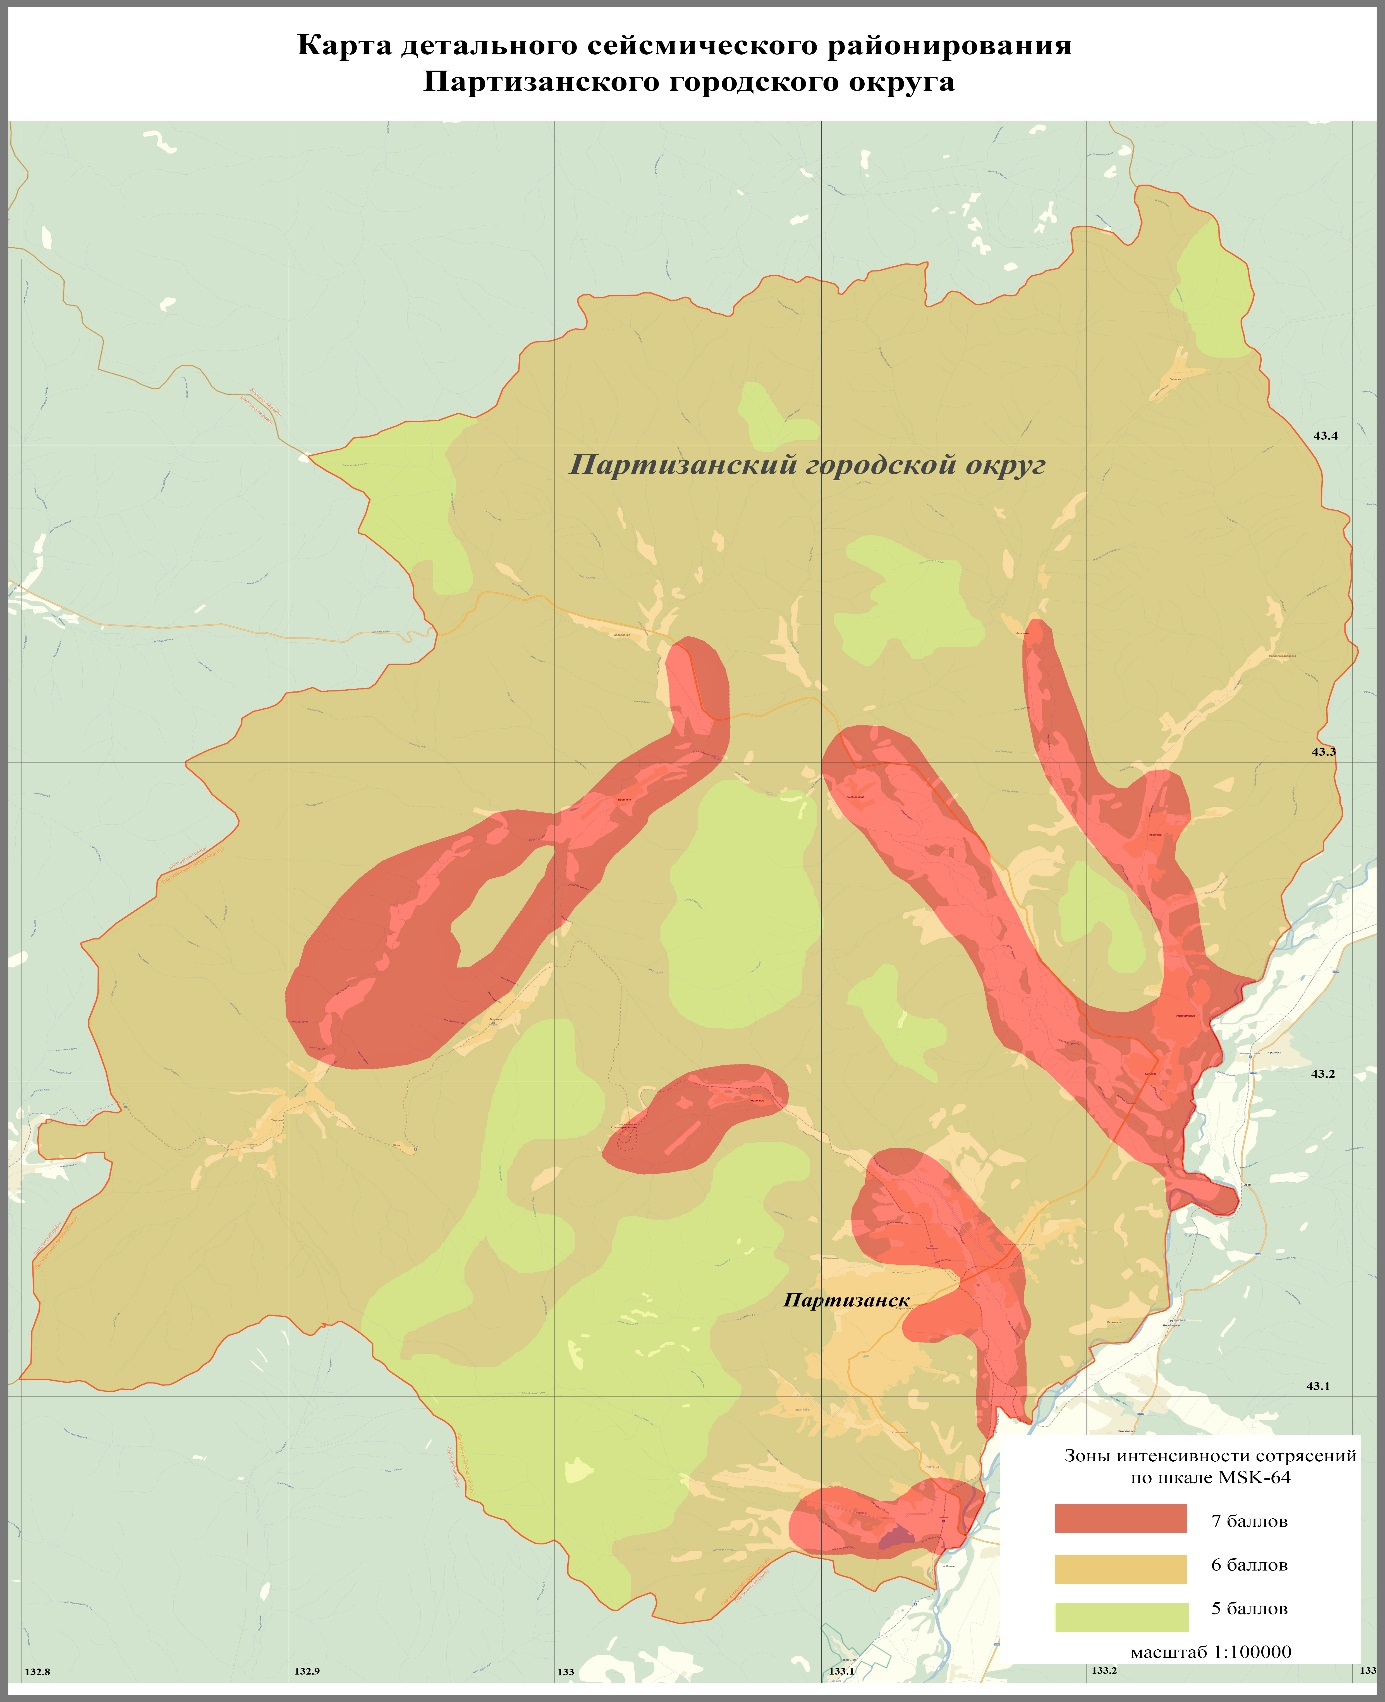 Карта детального сейсмического районирования
Партизанского городского округа
43.4
Партизанский городской округ
43.3
43.2
Партизанск
43.1
Зоны интенсивности сотрясений
по шкале MSK-64
7 баллов
6 баллов
5 баллов
масштаб 1:100000
132.8
132.9
133
133.1
133.2
133